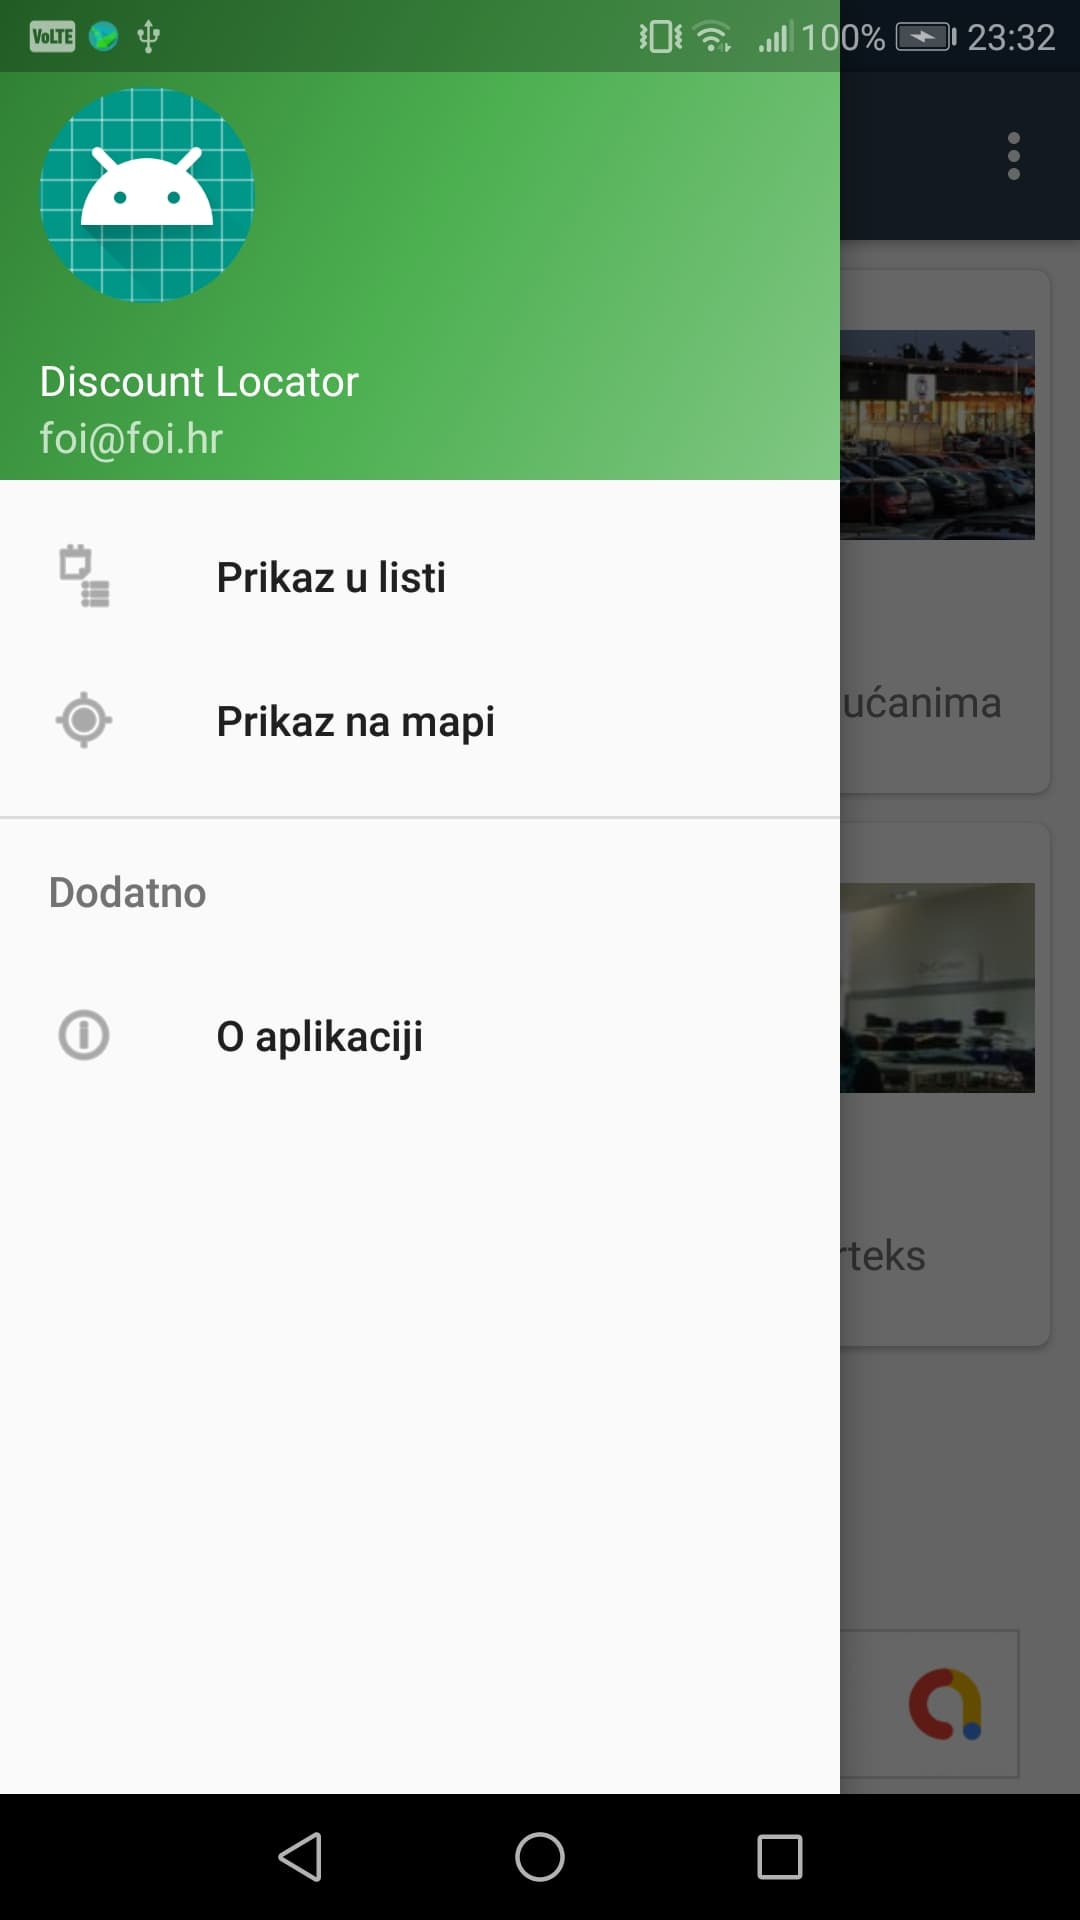 VoLTE 100% 23:32
Discount Locator
foi@foi.hr
Prikaz u listi
Prikaz na mapi
ućanima
Dodatno
O aplikaciji
rteks